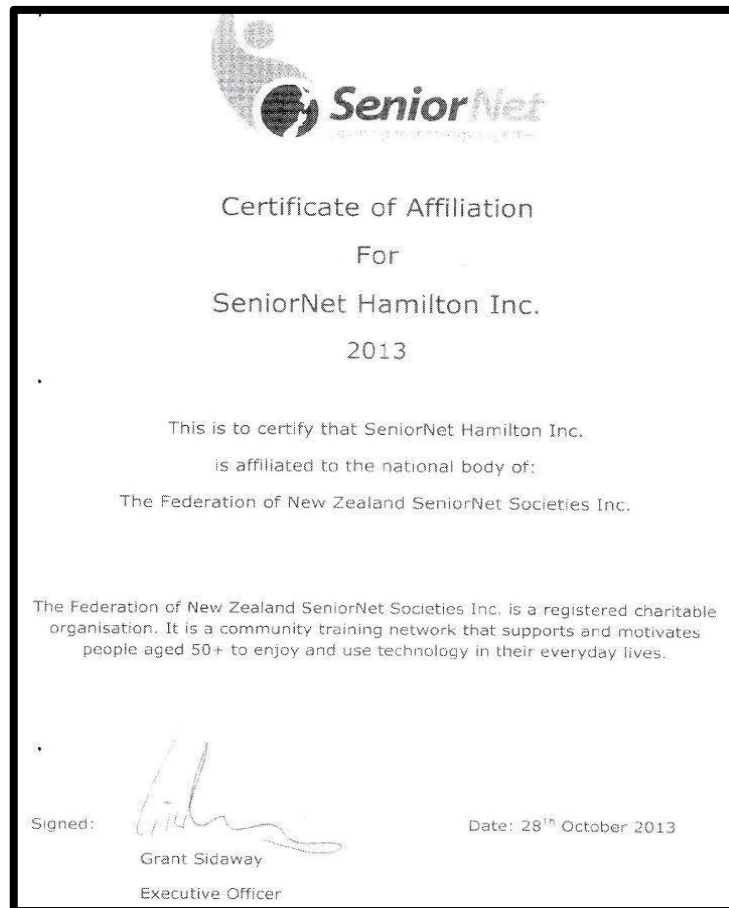 SeniorNet
Learning technology together
Certificate of Affiliation
For
SeniorNet Hamilton Inc.
2013
This is to certify that SeniorNet Hamilton Inc.
is affiliated to the national body of:
The Federation of New Zealand SeniorNet Societies Inc.
The Federation of New Zealand SeniorNet Societies Inc. is a registered charitable
organisation. It is a community training network that supports and motivates
people aged 50+ to enjoy and use technology in their everyday lives.
Signed:
Date: 28th October 2013
Grant Sidaway
Executive Officer